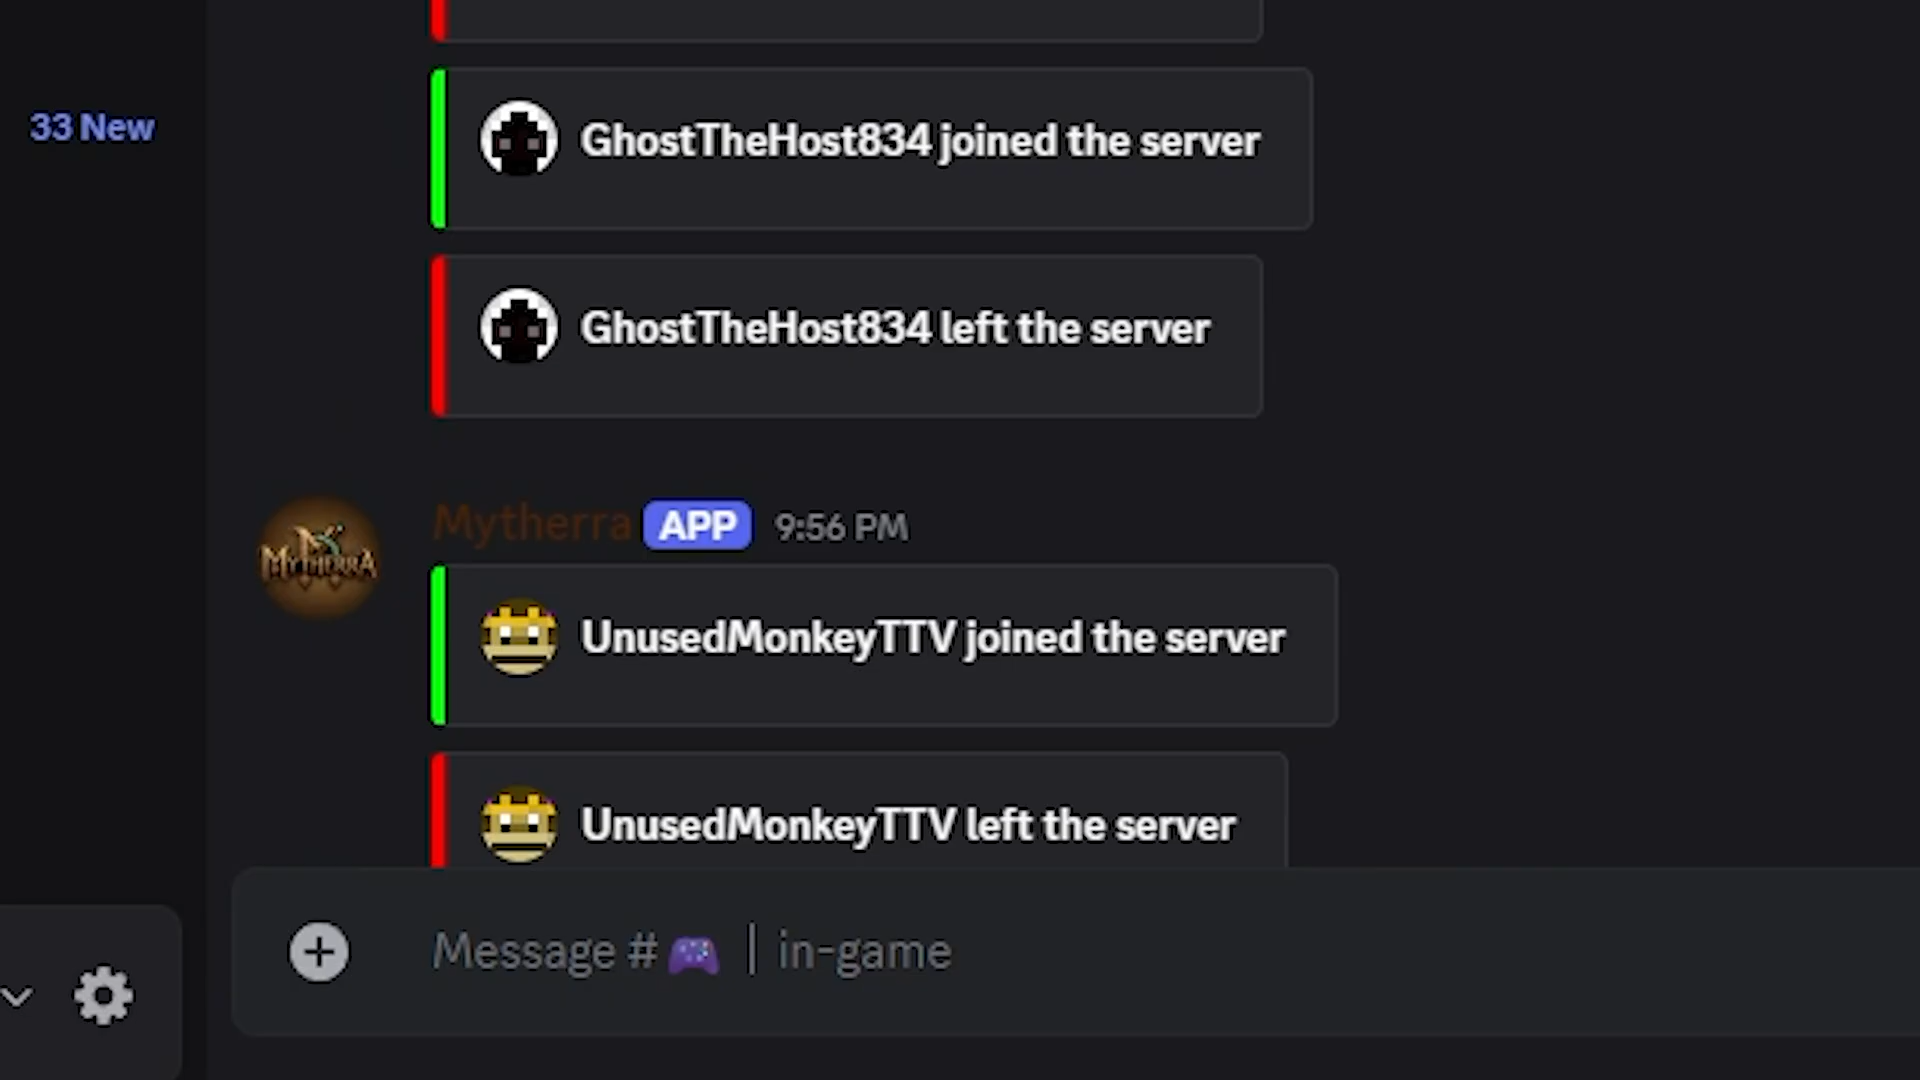 33 New
GhostTheHost834 joined the server
GhostTheHost834 left the server
MYTHERRA
Mytherra APP 9:56 PM
UnusedMonkeyTTV joined the server
UnusedMonkeyTTV left the server
Message # 🎮 | in-game